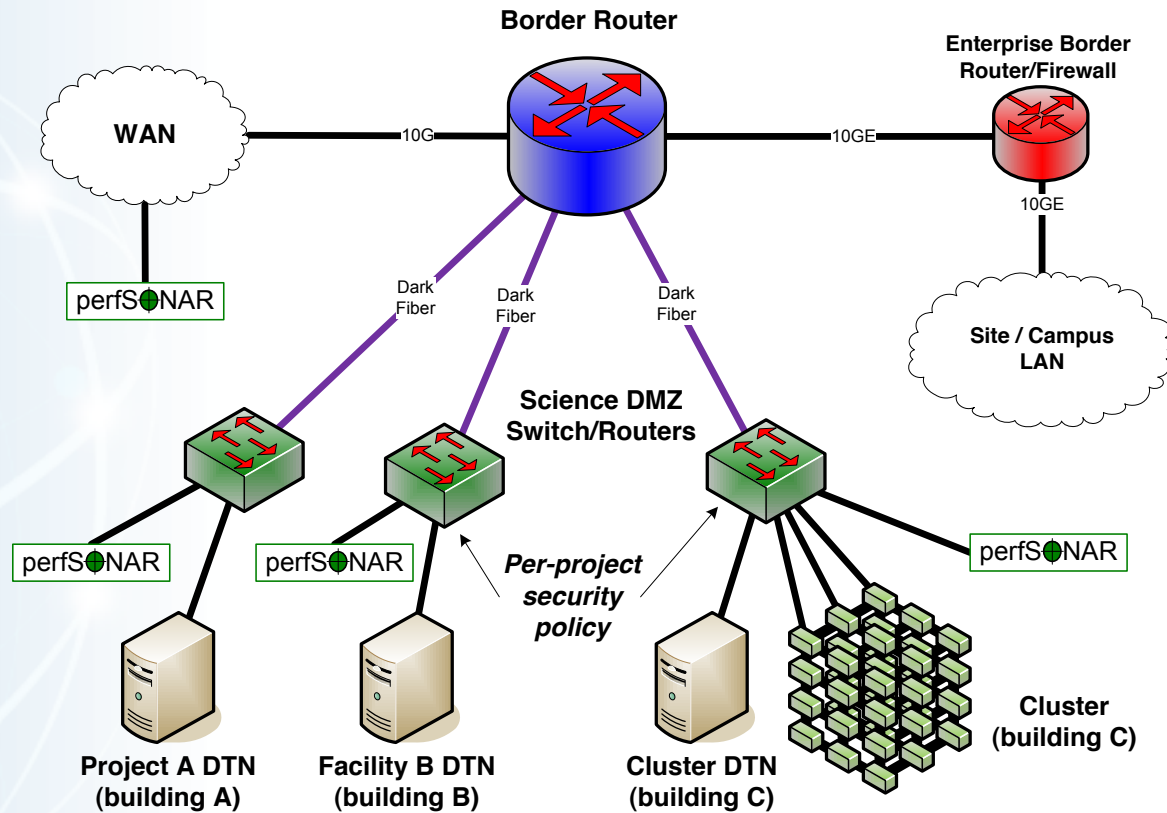 Border Router
Enterprise Border
Router/Firewall
WAN
10G
10GE
10GE
perfSONAR
Dark
Fiber
Dark
Fiber
Dark
Fiber
Site / Campus
LAN
Science DMZ
Switch/Routers
perfSONAR
perfSONAR
perfSONAR
Per-project
security
policy
Project A DTN
(building A)
Facility B DTN
(building B)
Cluster DTN
(building C)
Cluster
(building C)